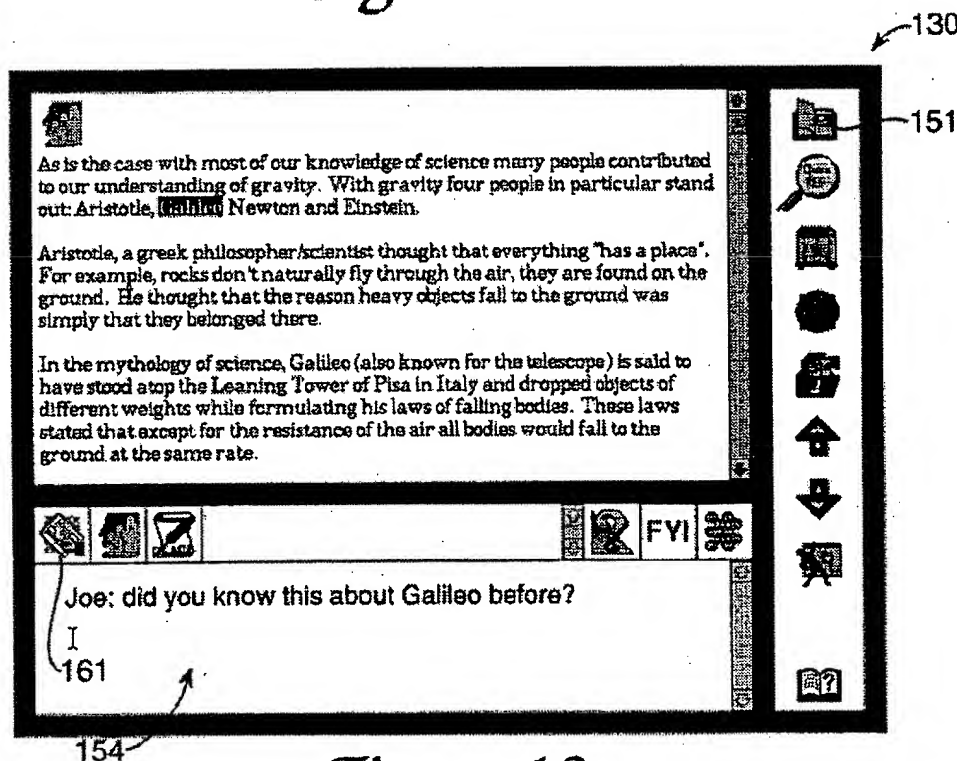 130
151
As is the case with most of our knowledge of science many people contributed
to our understanding of gravity. With gravity four people in particular stand
out: Aristotle, Galileo Newton and Einstein.
Aristotle, a greek philosopher/scientist thought that everything "has a place".
For example, rocks don't naturally fly through the air, they are found on the
ground. He thought that the reason heavy objects fall to the ground was
simply that they belonged there.
In the mythology of science, Galileo (also known for the telescope) is said to
have stood atop the Leaning Tower of Pisa in Italy and dropped objects of
different weights while formulating his laws of falling bodies. These laws
stated that except for the resistance of the air all bodies would fall to the
ground at the same rate.
FYI
Joe: did you know this about Galileo before?
161
154